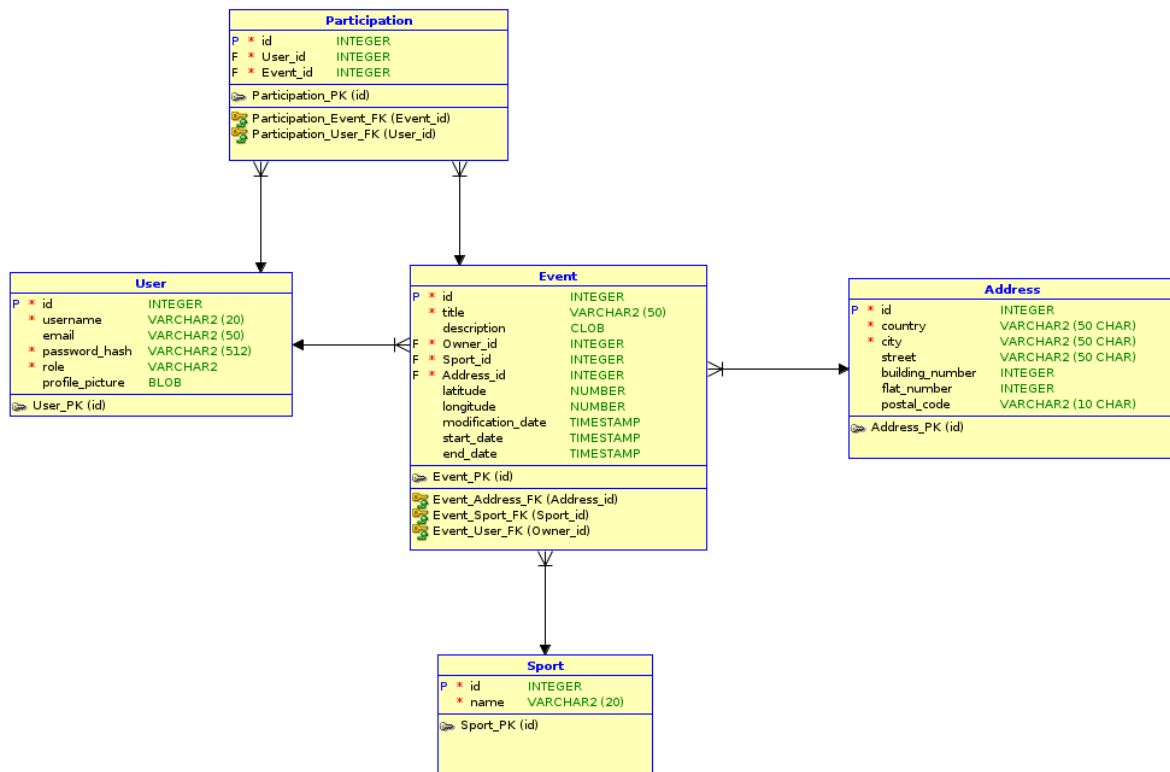 Participation
P * id INTEGER
F * User_id INTEGER
F * Event_id INTEGER
Participation_PK (id)
Participation_Event_FK (Event_id)
Participation_User_FK (User_id)
User
P * id INTEGER
* username VARCHAR2 (20)
email VARCHAR2 (50)
* password_hash VARCHAR2 (512)
* role VARCHAR2
profile_picture BLOB
User_PK (id)
Event
P * id INTEGER
* title VARCHAR2 (50)
description CLOB
F * Owner_id INTEGER
F * Sport_id INTEGER
F * Address_id INTEGER
latitude NUMBER
longitude NUMBER
modification_date TIMESTAMP
start_date TIMESTAMP
end_date TIMESTAMP
Event_PK (id)
Event_Address_FK (Address_id)
Event_Sport_FK (Sport_id)
Event_User_FK (Owner_id)
Address
P * id INTEGER
* country VARCHAR2 (50 CHAR)
* city VARCHAR2 (50 CHAR)
street VARCHAR2 (50 CHAR)
building_number INTEGER
flat_number INTEGER
postal_code VARCHAR2 (10 CHAR)
Address_PK (id)
Sport
P * id INTEGER
* name VARCHAR2 (20)
Sport_PK (id)